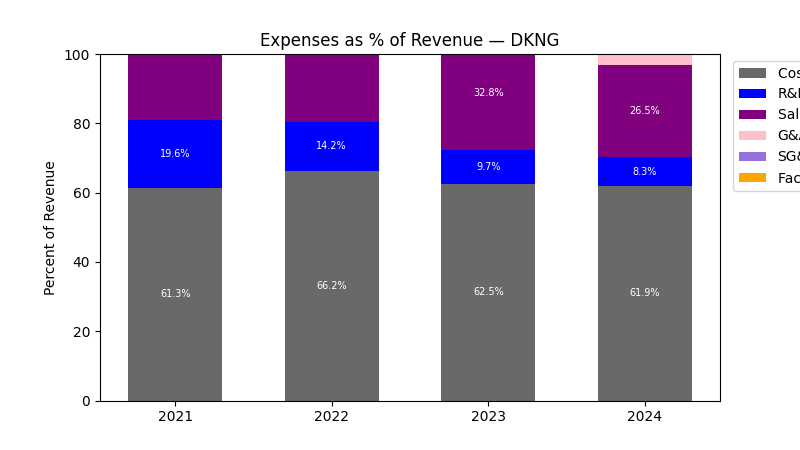 Expenses as % of Revenue — DKNG
Percent of Revenue
100
80
60
40
20
0
19.6%
61.3%
14.2%
66.2%
32.8%
9.7%
62.5%
26.5%
8.3%
61.9%
2021
2022
2023
2024
Cos
R&
Sal
G&
SG&
Fac